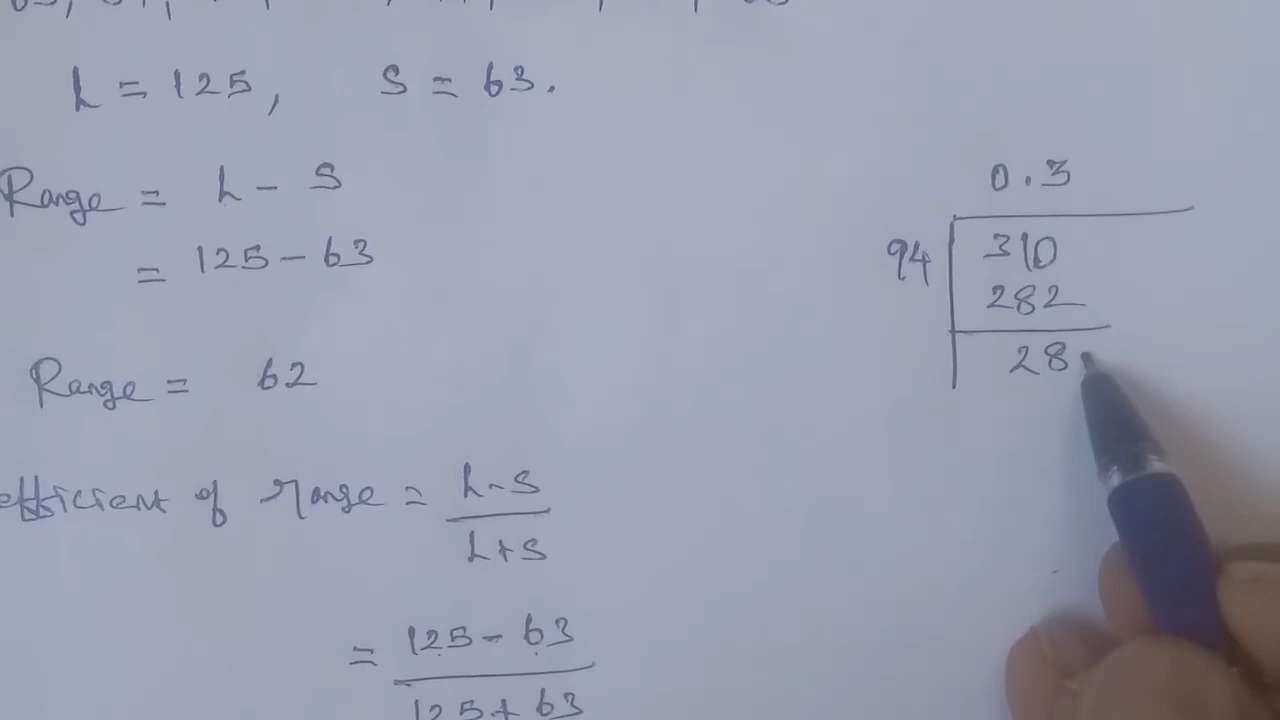 L = 125, S = 63.
Range = L - S
= 125 - 63
Range = 62
efficient of range = L-S
L+S
= 125 - 63
125 + 63
0.3
94 310
282
28